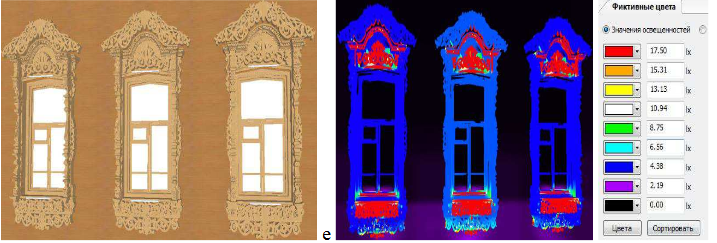 Фиктивные цвета
Значения освещенностей
17.50 lx
15.31 lx
13.13 lx
10.94 lx
8.75 lx
6.56 lx
4.38 lx
2.19 lx
0.00 lx
Цвета Сортировать
е